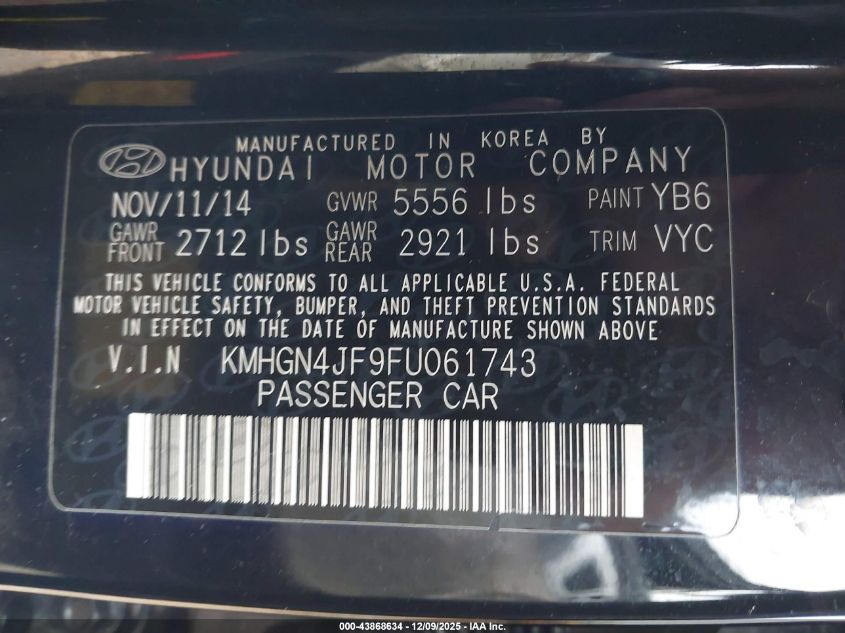 MANUFACTURED IN KOREA BY
HYUNDAI MOTOR COMPANY
NOV/11/14 GVWR 5556 lbs PAINT YB6
GAWR FRONT 2712 lbs GAWR REAR 2921 lbs TRIM VYC
THIS VEHICLE CONFORMS TO ALL APPLICABLE U.S.A. FEDERAL
MOTOR VEHICLE SAFETY, BUMPER, AND THEFT PREVENTION STANDARDS
IN EFFECT ON THE DATE OF MANUFACTURE SHOWN ABOVE
V.I.N KMHGN4JF9FU061743
PASSENGER CAR
000-43868634 - 12/09/2025 - IAA Inc.